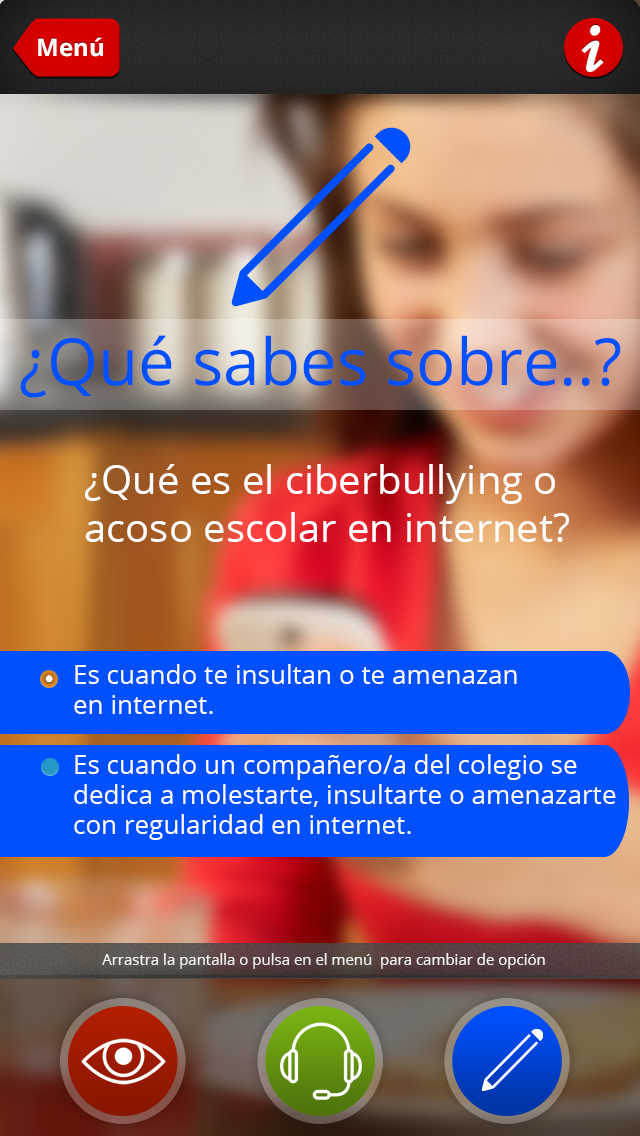 Menú
i
¿Qué sabes sobre..?
¿Qué es el ciberbullying o
acoso escolar en internet?
Es cuando te insultan o te amenazan
en internet.
Es cuando un compañero/a del colegio se
dedica a molestarte, insultarte o amenazarte
con regularidad en internet.
Arrastra la pantalla o pulsa en el menú para cambiar de opción